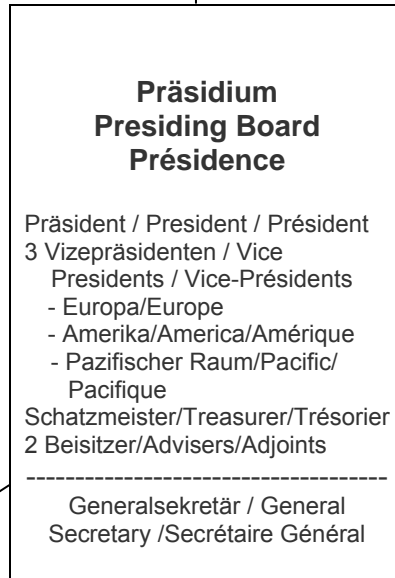 Präsidium
Presiding Board
Présidence
Präsident / President / Président
3 Vizepräsidenten / Vice
Presidents / Vice-Présidents
- Europa/Europe
- Amerika/America/Amérique
- Pazifischer Raum/Pacific/
Pacifique
Schatzmeister/Treasurer/Trésorier
2 Beisitzer/Advisers/Adjoints
-------------------------------------
Generalsekretär / General
Secretary /Secrétaire Général